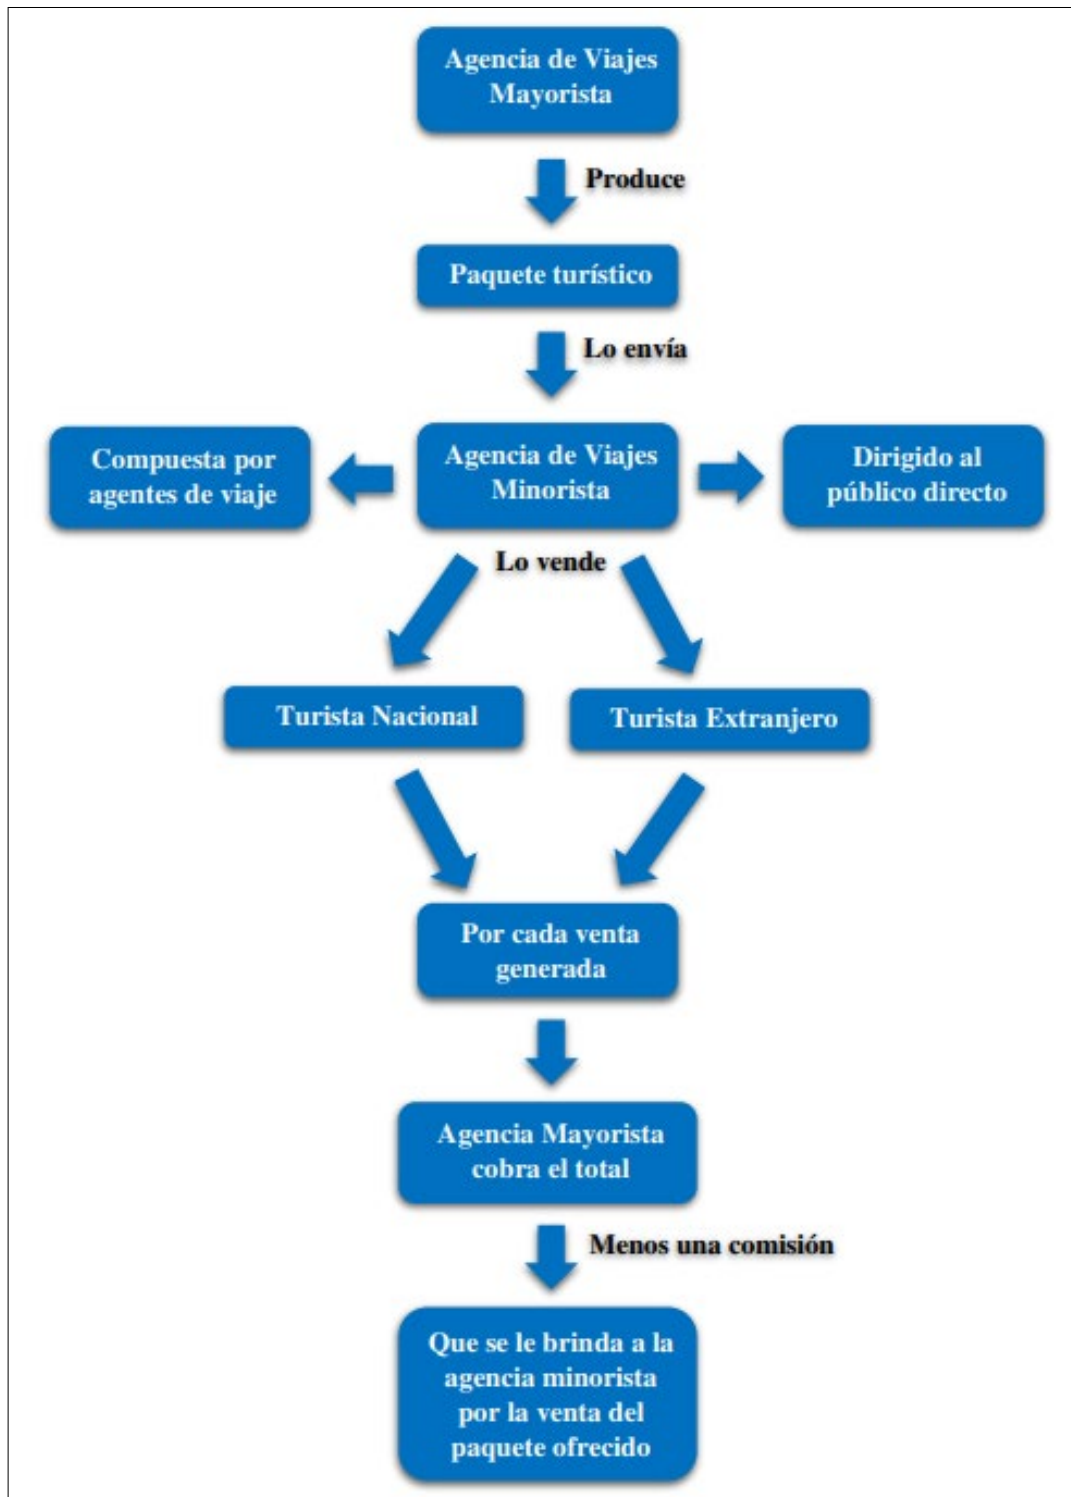 Agencia de Viajes
Mayorista
Produce
Paquete turístico
Lo envía
Compuesta por
agentes de viaje
Agencia de Viajes
Minorista
Dirigido al
público directo
Lo vende
Turista Nacional
Turista Extranjero
Por cada venta
generada
Agencia Mayorista
cobra el total
Menos una comisión
Que se le brinda a la
agencia minorista
por la venta del
paquete ofrecido